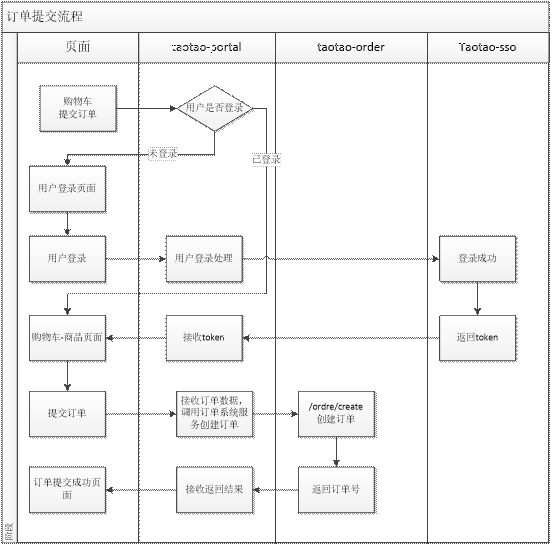 订单提交流程
页面
taotao-portal
taotao-order
Taotao-sso
购物车
提交订单
用户是否登录
未登录
已登录
用户登录页面
用户登录
用户登录处理
登录成功
购物车-商品页面
接收token
返回token
提交订单
接收订单数据，
调用订单系统服
务创建订单
/ordre/create
创建订单
订单提交成功页
面
接收返回结果
返回订单号
阶段